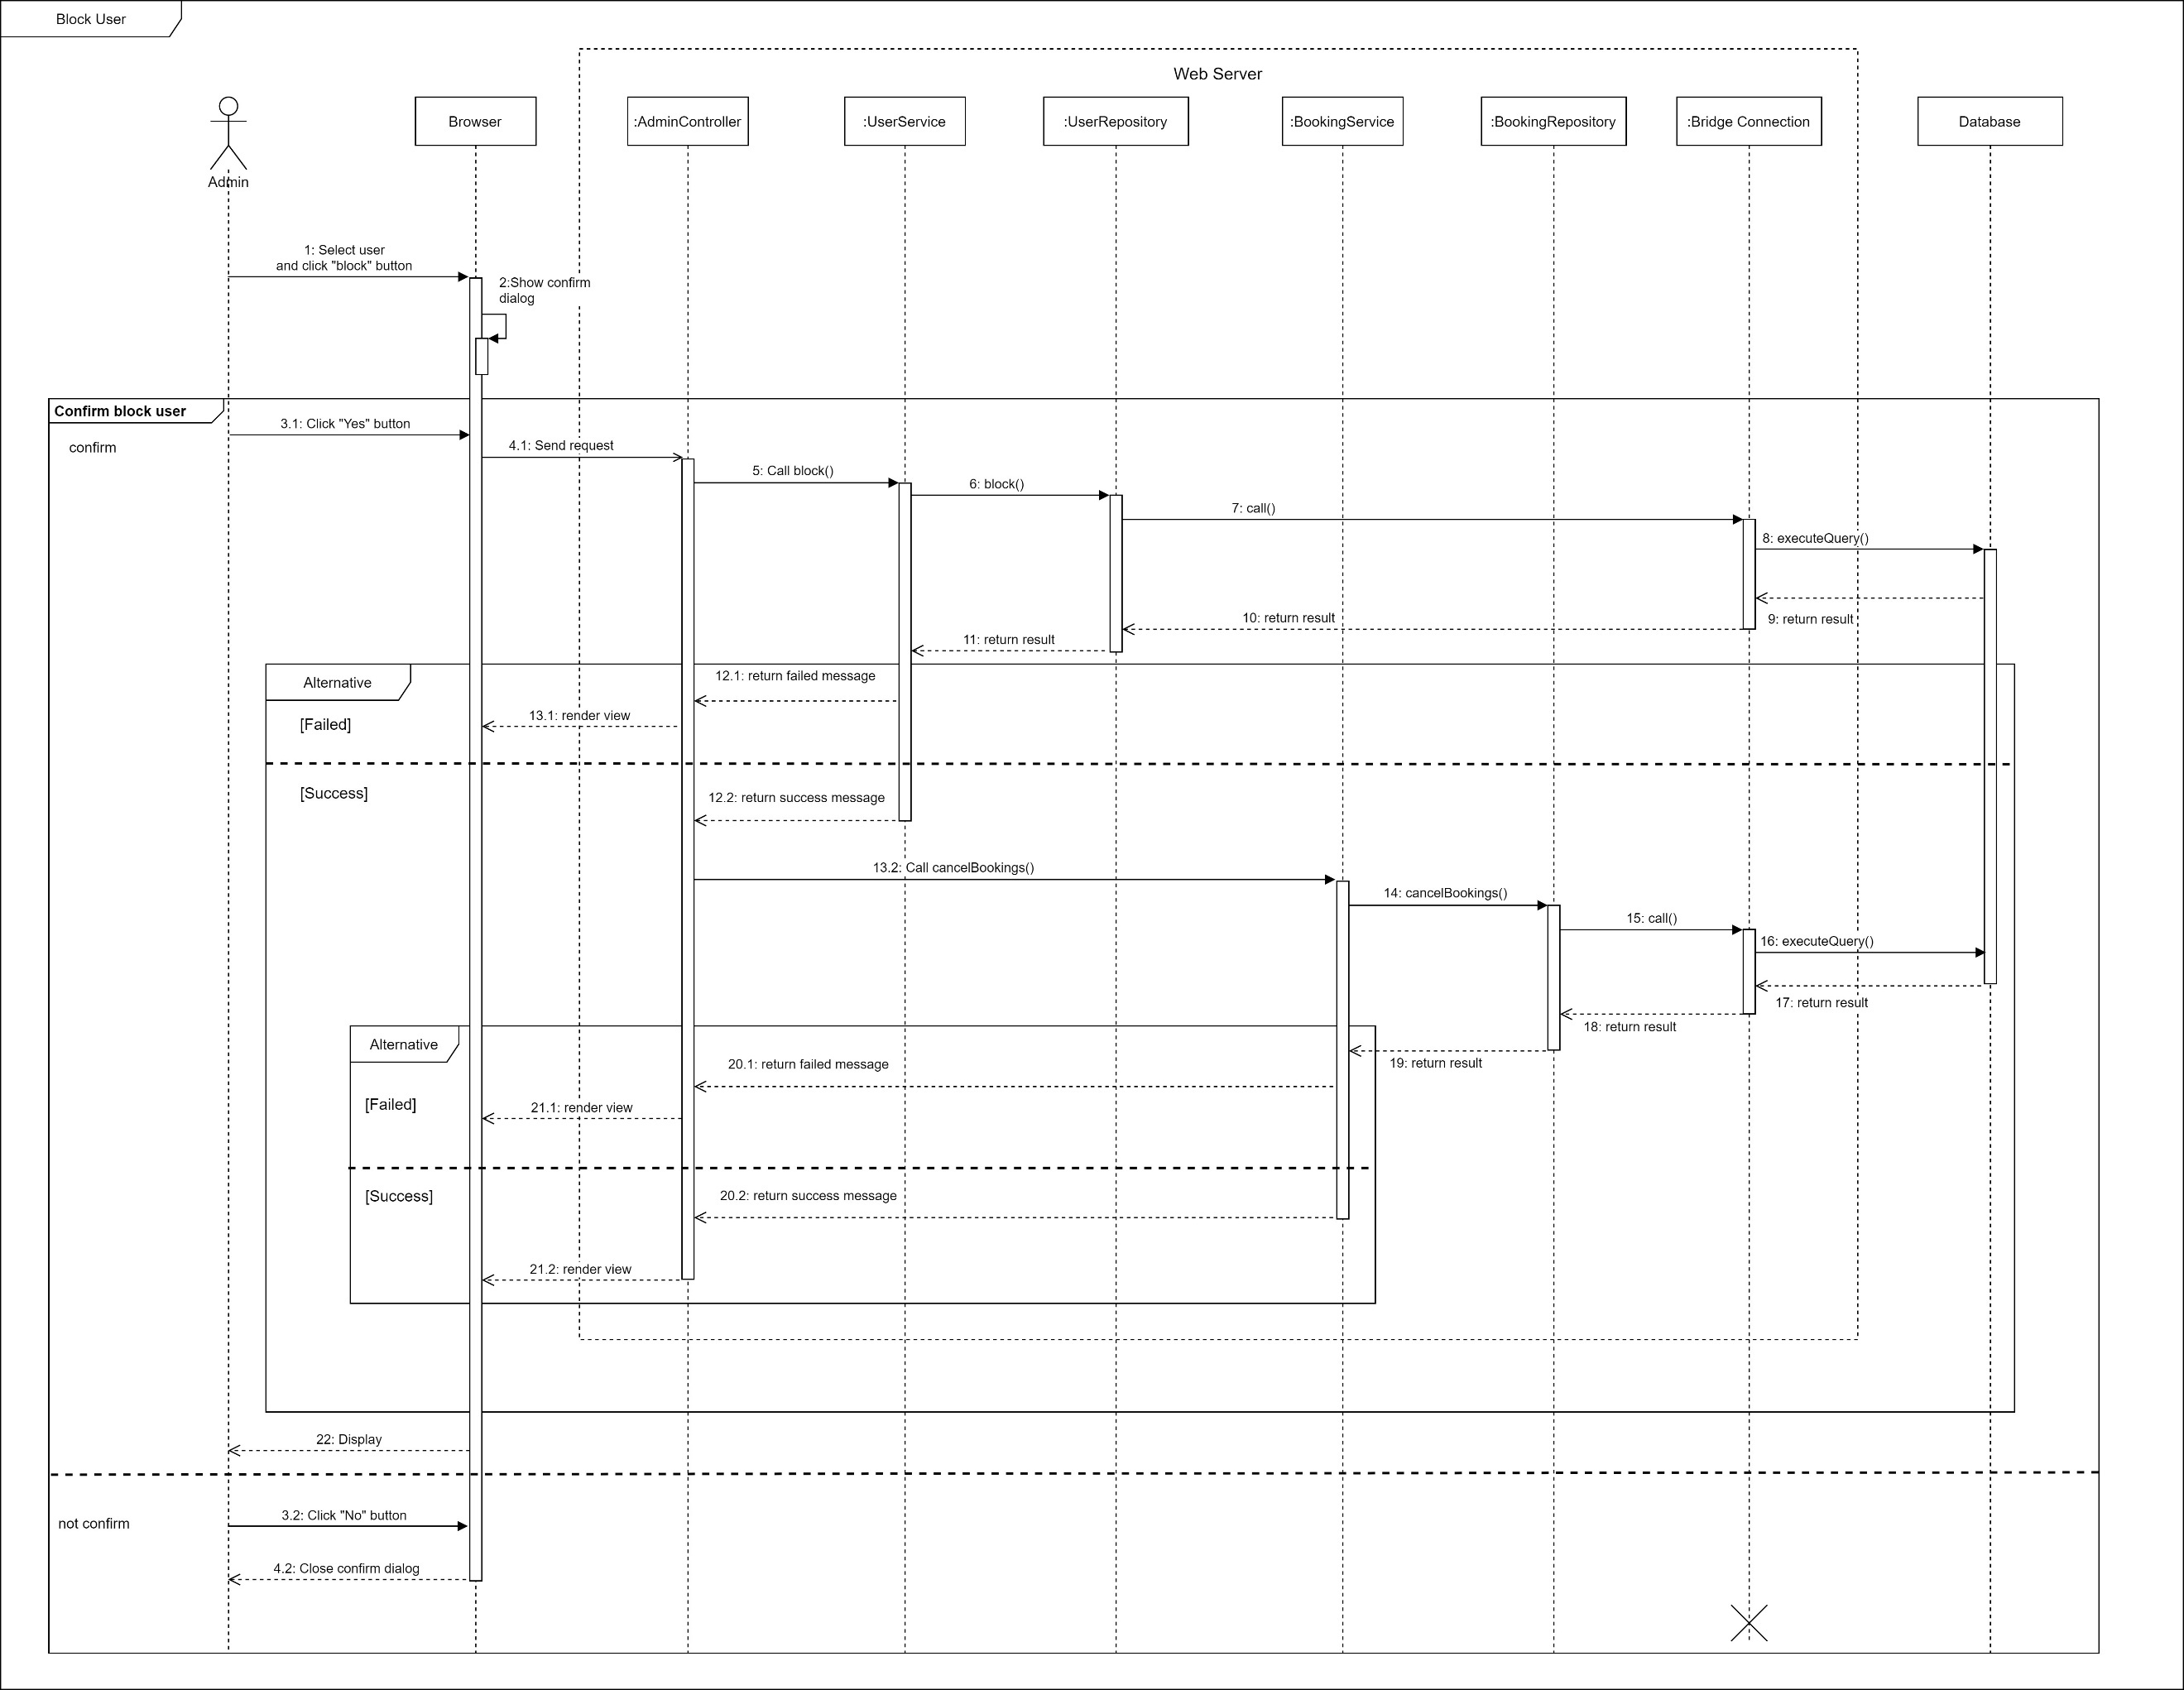 Block User
Web Server
Admin
Browser
:AdminController
:UserService
:UserRepository
:BookingService
:BookingRepository
:Bridge Connection
Database
1: Select user
and click "block" button
2:Show confirm
dialog
Confirm block user
confirm
3.1: Click "Yes" button
4.1: Send request
5: Call block()
6: block()
7: call()
8: executeQuery()
9: return result
10: return result
11: return result
Alternative
[Failed]
12.1: return failed message
13.1: render view
[Success]
12.2: return success message
13.2: Call cancelBookings()
14: cancelBookings()
15: call()
16: executeQuery()
17: return result
18: return result
19: return result
Alternative
[Failed]
20.1: return failed message
21.1: render view
[Success]
20.2: return success message
21.2: render view
22: Display
not confirm
3.2: Click "No" button
4.2: Close confirm dialog